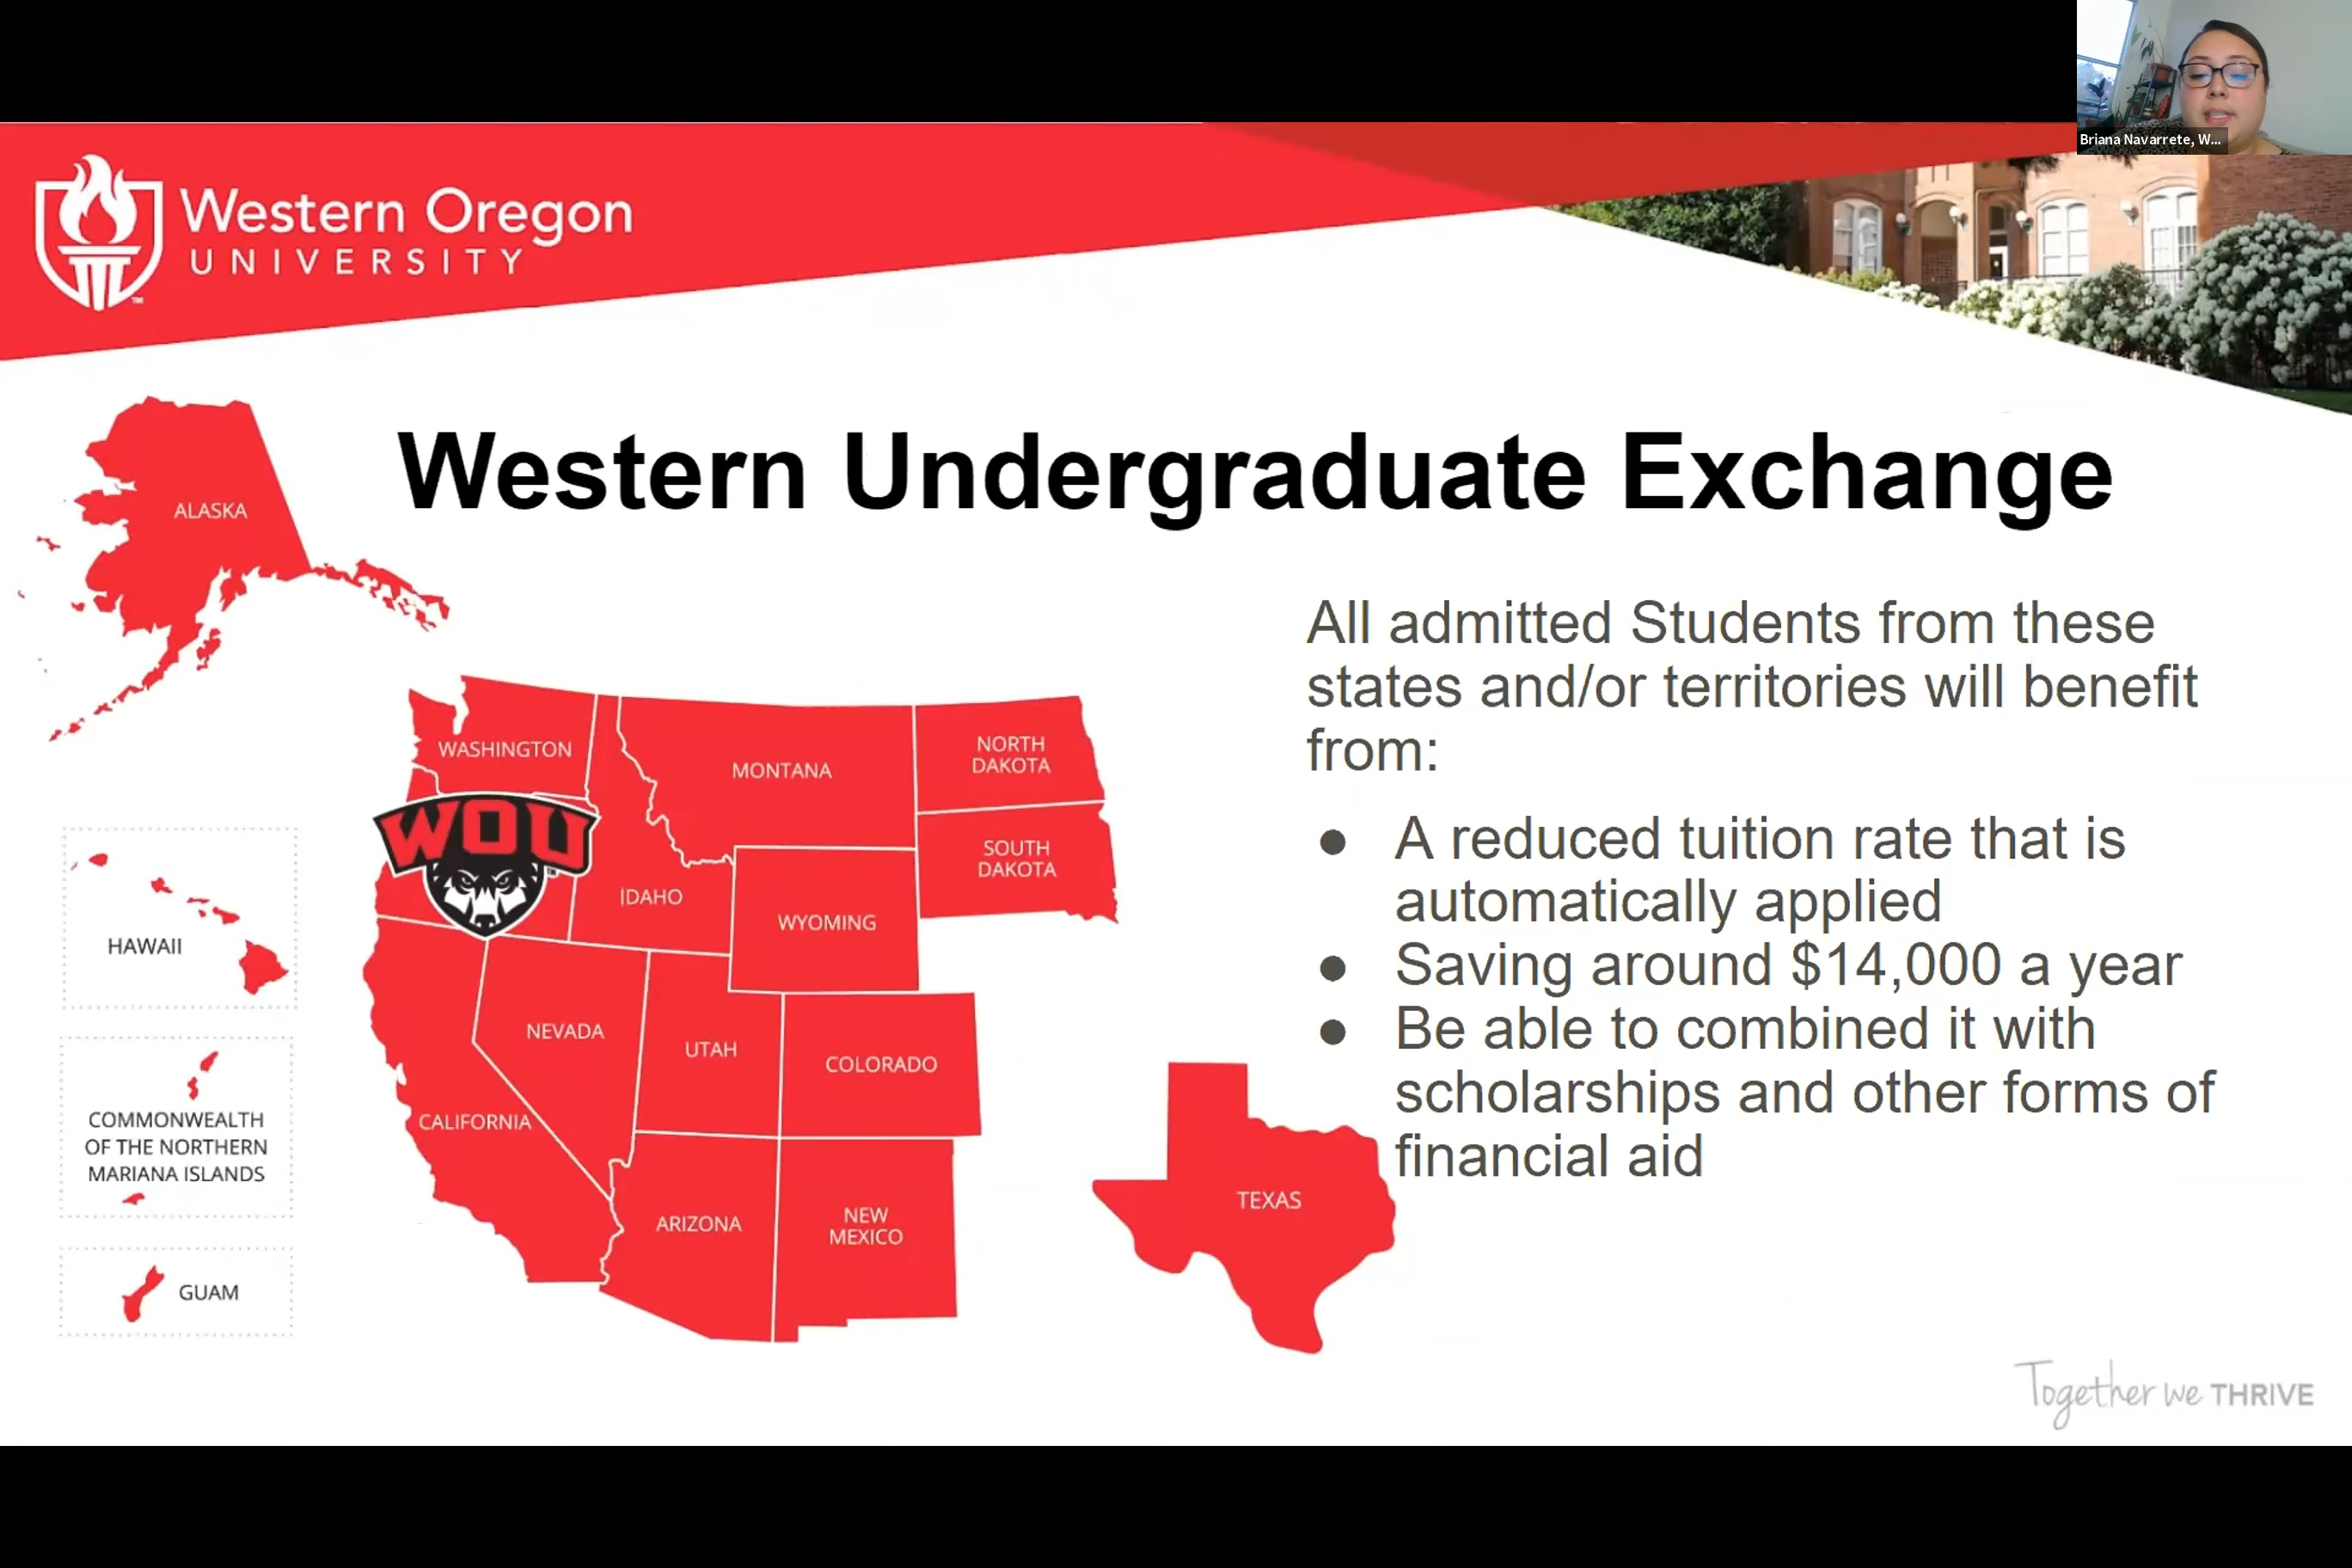 Briana Navarrete, W...
Western Oregon
UNIVERSITY
™
Western Undergraduate Exchange
ALASKA
WASHINGTON
MONTANA
NORTH
DAKOTA
SOUTH
DAKOTA
WOU
IDAHO
WYOMING
NEVADA
UTAH
COLORADO
CALIFORNIA
ARIZONA
NEW
MEXICO
TEXAS
HAWAII
COMMONWEALTH
OF THE NORTHERN
MARIANA ISLANDS
GUAM
All admitted Students from these
states and/or territories will benefit
from:
● A reduced tuition rate that is
automatically applied
● Saving around $14,000 a year
● Be able to combined it with
scholarships and other forms of
financial aid
Together we THRIVE